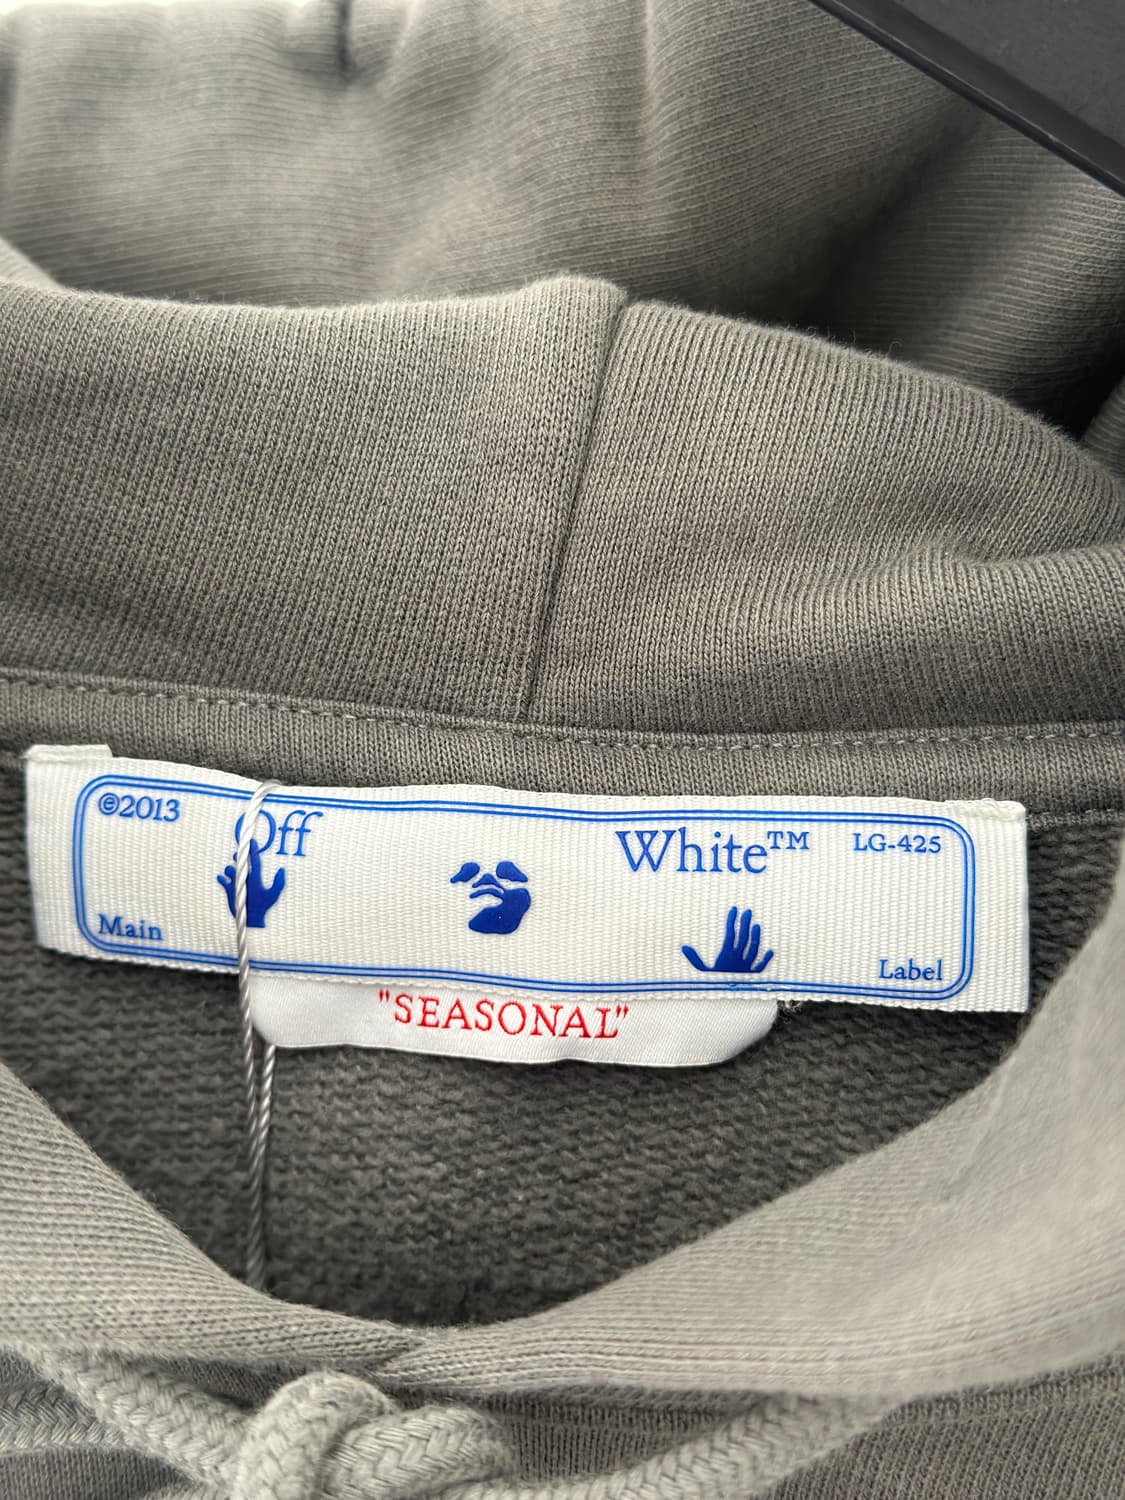 ©2013 Off White™ LG-425
Main Label
"SEASONAL"